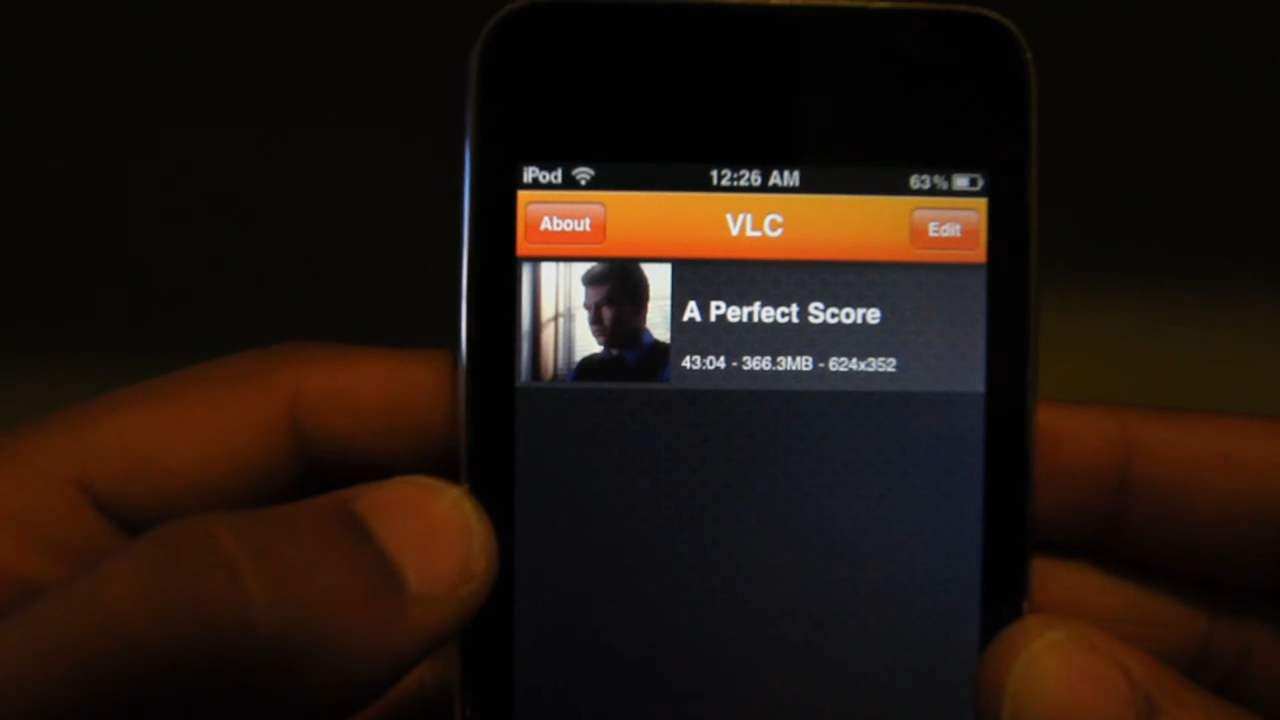 iPod 12:26 AM 63%
About VLC Edit
A Perfect Score
43:04 - 366.3MB - 624x352